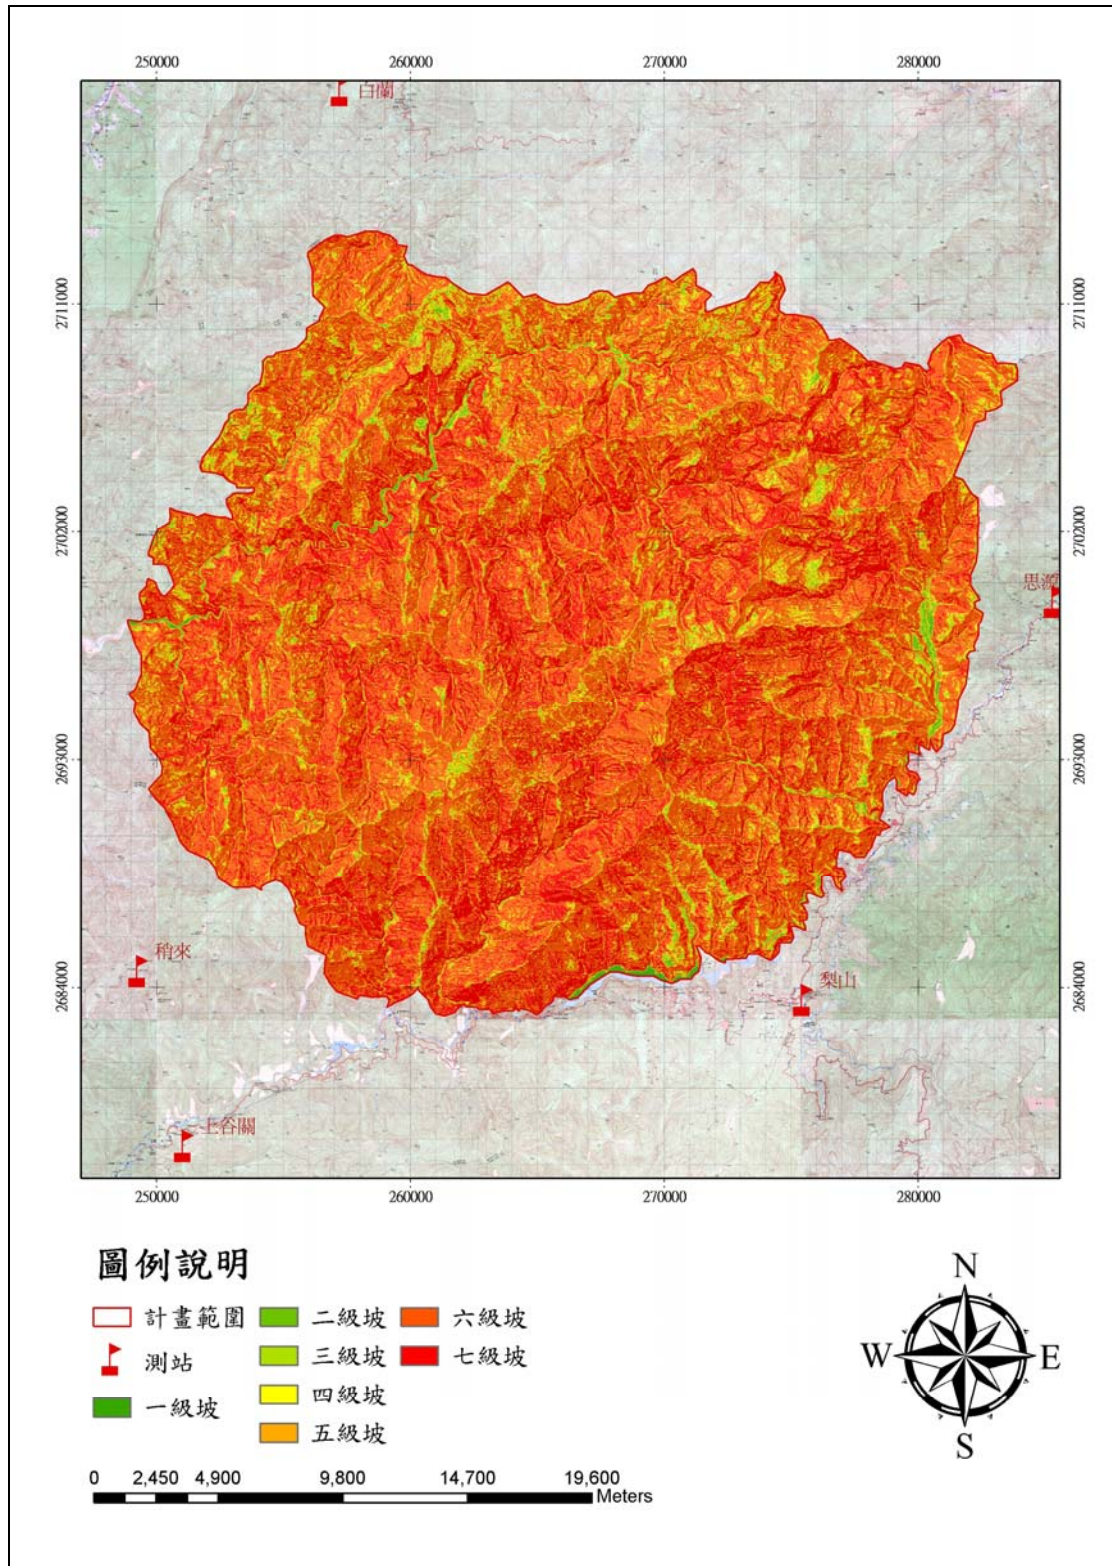 250000 260000 270000 280000
白蘭
2711000 2711000
2702000 2702000
思源
2693000 2693000
稍來
2684000 2684000
梨山
上谷關
250000 260000 270000 280000
圖例說明
計畫範圍 二級坡 六級坡
測站 三級坡 七級坡
一級坡 四級坡
五級坡
N
W E
S
0 2,450 4,900 9,800 14,700 19,600
Meters